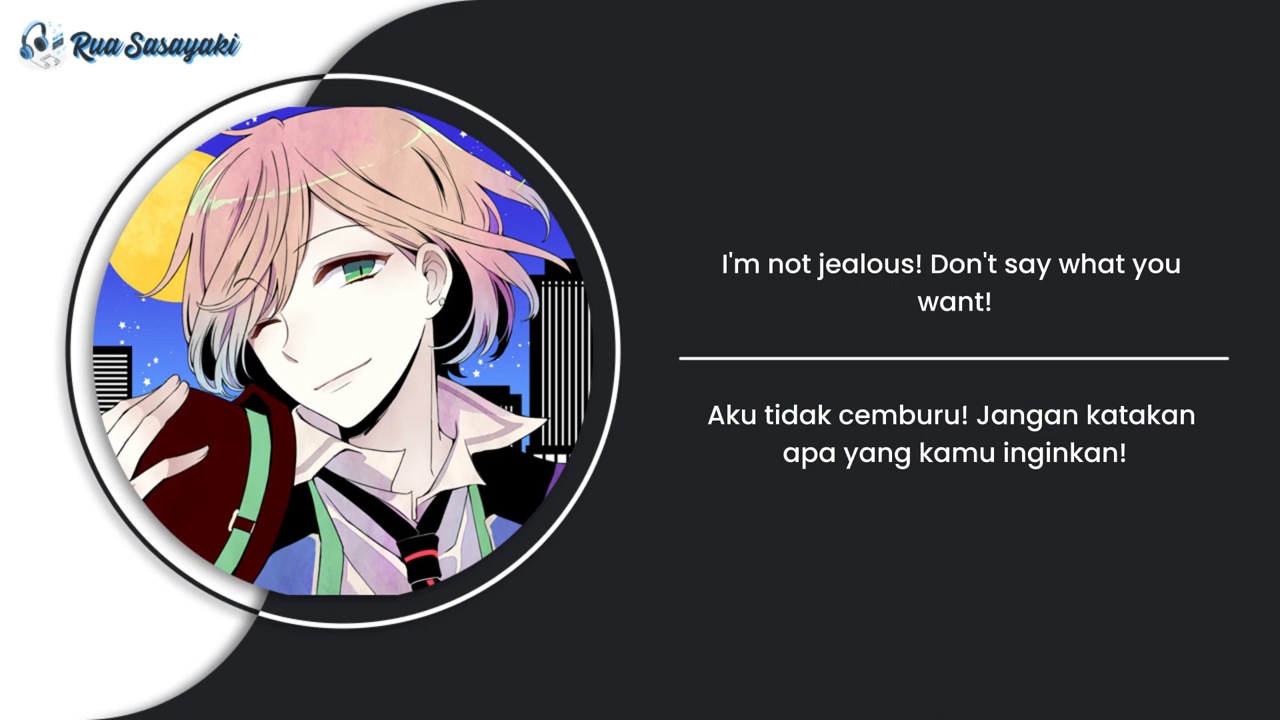 Rua Sasayaki
I'm not jealous! Don't say what you
want!
Aku tidak cemburu! Jangan katakan
apa yang kamu inginkan!